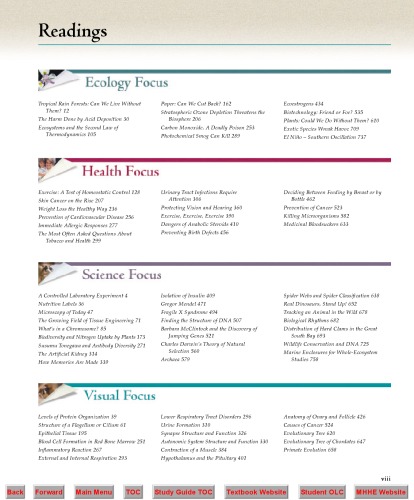 Readings
Ecology Focus
Tropical Rain Forests: Can We Live Without
Them? 12
The Harm Done by Acid Deposition 30
Ecosystems and the Second Law of
Thermodynamics 105
Paper: Can We Cut Back? 162
Stratospheric Ozone Depletion Threatens the
Biosphere 206
Carbon Monoxide, A Deadly Poison 254
Photochemical Smog Can Kill 289
Ecoestrogens 434
Biotechnology: Friend or Foe? 535
Plants: Could We Do Without Them? 610
Exotic Species Wreak Havoc 709
El Niño – Southern Oscillation 737
Health Focus
Exercise: A Test of Homeostatic Control 128
Skin Cancer on the Rise 207
Weight Loss the Healthy Way 236
Prevention of Cardiovascular Disease 256
Immediate Allergic Responses 277
The Most Often Asked Questions About
Tobacco and Health 299
Urinary Tract Infections Require
Attention 306
Protecting Vision and Hearing 360
Exercise, Exercise, Exercise 390
Dangers of Anabolic Steroids 410
Preventing Birth Defects 456
Deciding Between Feeding by Breast or by
Bottle 462
Prevention of Cancer 523
Killing Microorganisms 582
Medicinal Bloodsuckers 633
Science Focus
A Controlled Laboratory Experiment 4
Nutrition Labels 36
Microscopy of Today 47
The Growing Field of Tissue Engineering 71
What's in a Chromosome? 85
Biodiversity and Nitrogen Uptake by Plants 173
Susumu Tonegawa and Antibody Diversity 273
The Artificial Kidney 314
How Memories Are Made 330
Isolation of Insulin 409
Gregor Mendel 471
Fragile X Syndrome 494
Finding the Structure of DNA 507
Barbara McClintock and the Discovery of
Jumping Genes 521
Charles Darwin's Theory of Natural
Selection 560
Archaea 579
Spider Webs and Spider Classification 638
Real Dinosaurs, Stand Up! 652
Tracking an Animal in the Wild 678
Biological Rhythms 682
Distribution of Hard Clams in the Great
South Bay 693
Wildlife Conservation and DNA 725
Marine Enclosures for Whole-Ecosystem
Studies 758
Visual Focus
Levels of Protein Organization 39
Structure of a Flagellum or Cilium 61
Epithelial Tissue 195
Blood Cell Formation in Red Bone Marrow 251
Inflammatory Reaction 267
External and Internal Respiration 295
Lower Respiratory Tract Disorders 296
Urine Formation 310
Synapse Structure and Function 326
Autonomic System Structure and Function 330
Contraction of a Muscle 384
Hypothalamus and the Pituitary 401
Anatomy of Ovary and Follicle 426
Causes of Cancer 524
Evolutionary Tree 620
Evolutionary Tree of Chordates 647
Primate Evolution 658
viii
Back Forward Main Menu TOC Study Guide TOC Textbook Website Student OLC MHHE Website